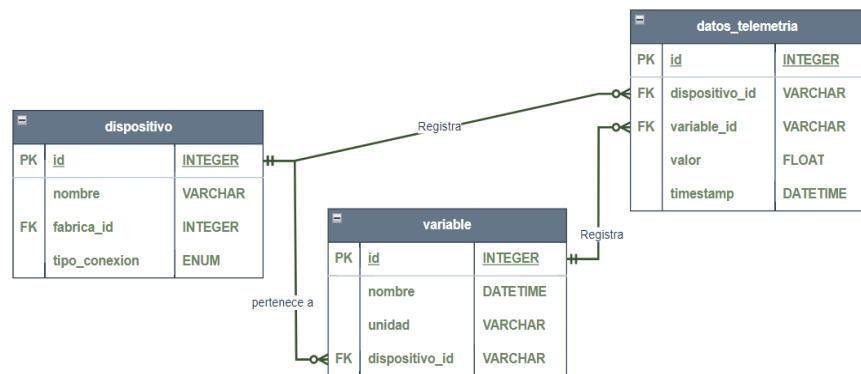 datos_telemetria
PK id INTEGER
FK dispositivo_id VARCHAR
FK variable_id VARCHAR
valor FLOAT
timestamp DATETIME
Registra
dispositivo
PK id INTEGER
nombre VARCHAR
FK fabrica_id INTEGER
tipo_conexion ENUM
variable
PK id INTEGER
nombre DATETIME
unidad VARCHAR
FK dispositivo_id VARCHAR
Registra
pertenece a